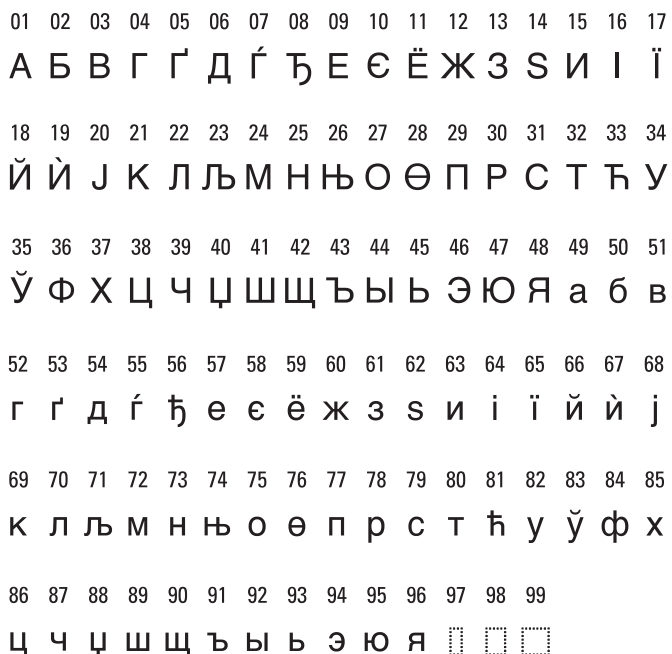 01 02 03 04 05 06 07 08 09 10 11 12 13 14 15 16 17
А Б В Г Ґ Д Ѓ Ђ Е Є Ё Ж З Ѕ И І Ї
18 19 20 21 22 23 24 25 26 27 28 29 30 31 32 33 34
Й Ѝ Ј К Л Љ М Н Њ О Ө П Р С Т Ћ У
35 36 37 38 39 40 41 42 43 44 45 46 47 48 49 50 51
Ў Ф Х Ц Ч Џ Ш Щ Ъ Ы Ь Э Ю Я а б в
52 53 54 55 56 57 58 59 60 61 62 63 64 65 66 67 68
г ґ д ѓ ђ е є ё ж з ѕ и і ї й ѝ ј
69 70 71 72 73 74 75 76 77 78 79 80 81 82 83 84 85
к л љ м н њ о ө п р с т ћ у ў ф х
86 87 88 89 90 91 92 93 94 95 96 97 98 99
ц ч џ ш щ ъ ы ь э ю я